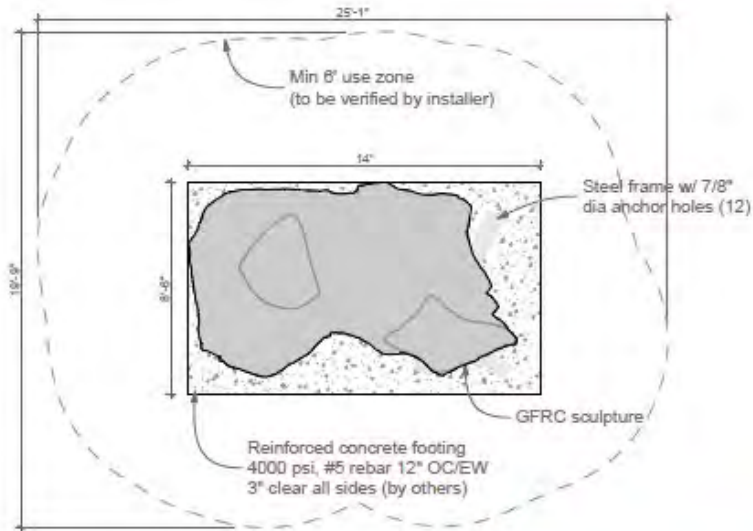 25'-1"
Min 6' use zone
(to be verified by installer)
14"
Steel frame w/ 7/8"
dia anchor holes (12)
19'-9"
8'-6"
GFRC sculpture
Reinforced concrete footing
4000 psi, #5 rebar 12" OC/EW
3" clear all sides (by others)